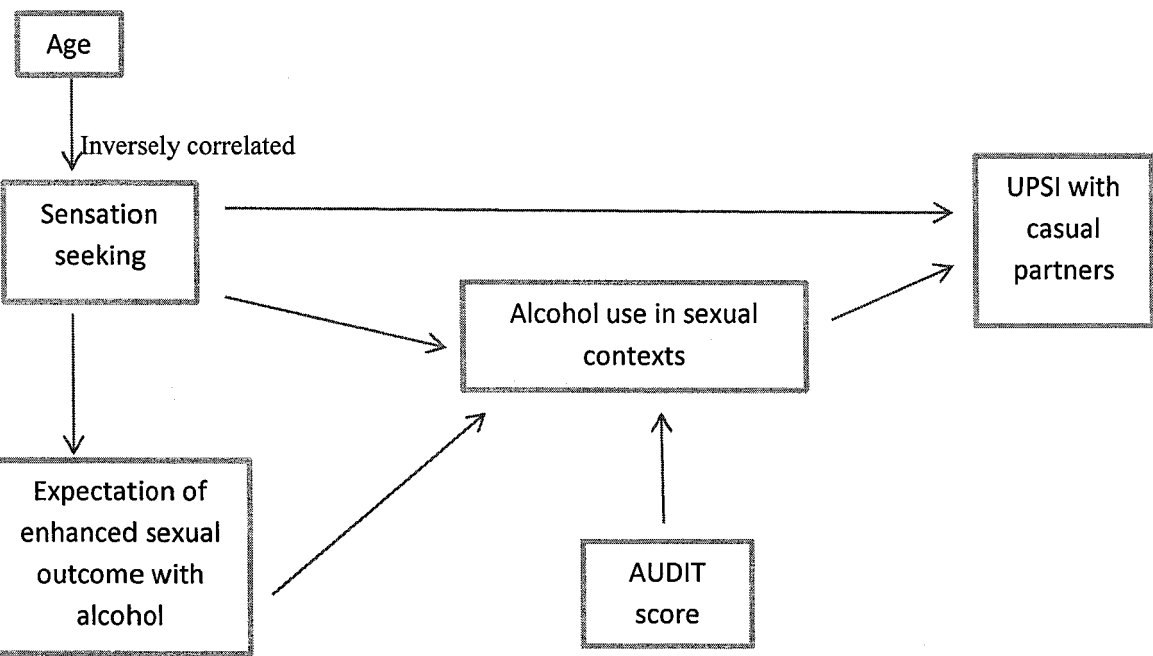 Age
Inversely correlated
Sensation
seeking
UPSI with
casual
partners
Alcohol use in sexual
contexts
Expectation of
enhanced sexual
outcome with
alcohol
AUDIT
score